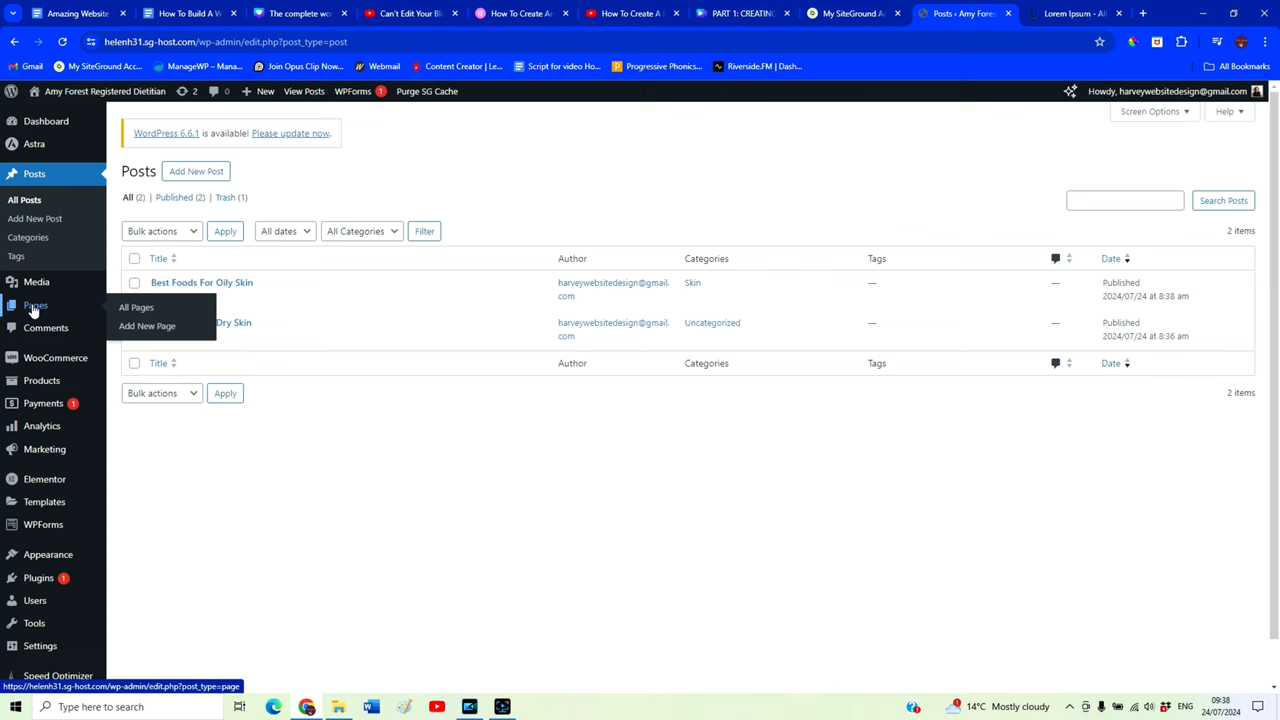 Amazing Website
How To Build A W
The complete wo
Can't Edit Your Bl
How To Create An
How To Create A
PART 1: CREATING
My SiteGround Ac
Posts ‹ Amy Fores
Lorem Ipsum - All
helenh31.sg-host.com/wp-admin/edit.php?post_type=post
Gmail
My SiteGround Acc...
ManageWP – Mana...
Join Opus Clip Now...
Webmail
Content Creator | Le...
Script for video Ho...
Progressive Phonics...
Riverside.FM | Dash...
All Bookmarks
Amy Forest Registered Dietitian
2
0
New
View Posts
WPForms 1
Purge SG Cache
Howdy, harveywebsitedesign@gmail.com
Dashboard
Astra
Posts
All Posts
Add New Post
Categories
Tags
Media
Pages
Comments
WooCommerce
Products
Payments 1
Analytics
Marketing
Elementor
Templates
WPForms
Appearance
Plugins 1
Users
Tools
Settings
Speed Optimizer
All Pages
Add New Page
Screen Options
Help
WordPress 6.6.1 is available! Please update now.
Posts
Add New Post
All (2) | Published (2) | Trash (1)
Search Posts
Bulk actions
Apply
All dates
All Categories
Filter
2 items
Title
Author
Categories
Tags
Date
Best Foods For Oily Skin
harveywebsitedesign@gmail.
com
Skin
—
—
Published
2024/07/24 at 8:38 am
Dry Skin
harveywebsitedesign@gmail.
com
Uncategorized
—
—
Published
2024/07/24 at 8:36 am
Title
Author
Categories
Tags
Date
Bulk actions
Apply
2 items
https://helenh31.sg-host.com/wp-admin/edit.php?post_type=page
Type here to search
14°C Mostly cloudy
ENG
09:38
24/07/2024